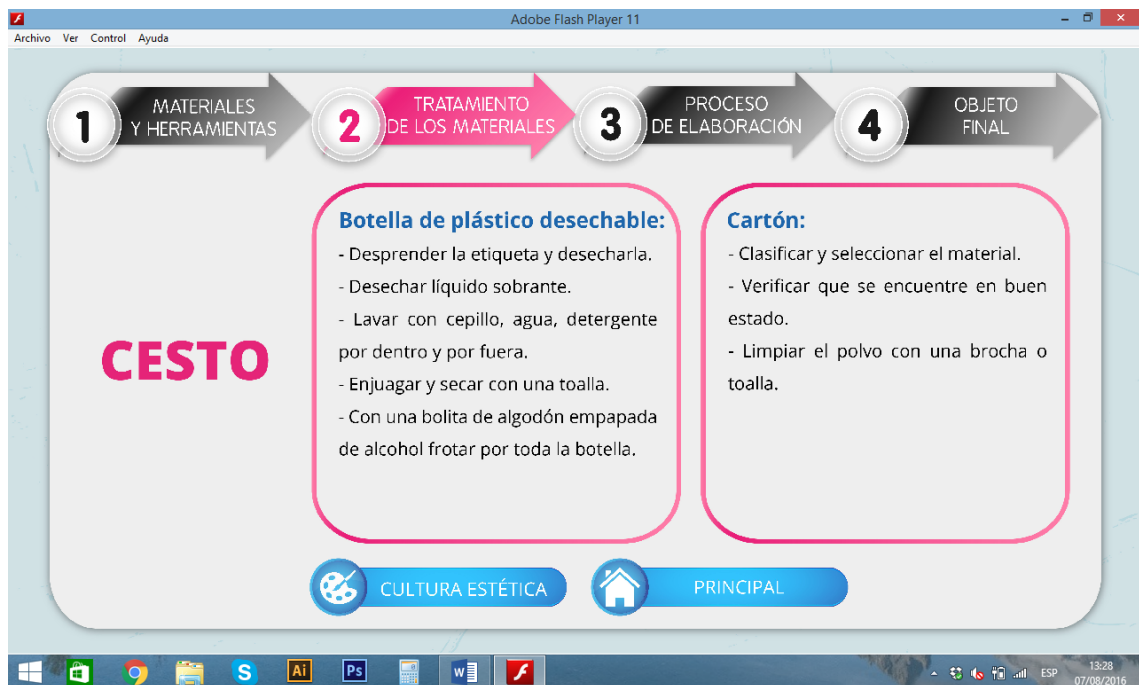 Adobe Flash Player 11
Archivo Ver Control Ayuda
1
MATERIALES
Y HERRAMIENTAS
2
TRATAMIENTO
DE LOS MATERIALES
3
PROCESO
DE ELABORACIÓN
4
OBJETO
FINAL
CESTO
Botella de plástico desechable:
- Desprender la etiqueta y desecharla.
- Desechar líquido sobrante.
- Lavar con cepillo, agua, detergente
por dentro y por fuera.
- Enjuagar y secar con una toalla.
- Con una bolita de algodón empapada
de alcohol frotar por toda la botella.
Cartón:
- Clasificar y seleccionar el material.
- Verificar que se encuentre en buen
estado.
- Limpiar el polvo con una brocha o
toalla.
CULTURA ESTÉTICA
PRINCIPAL
S
Ai
Ps
W
ESP
13:28
07/08/2016